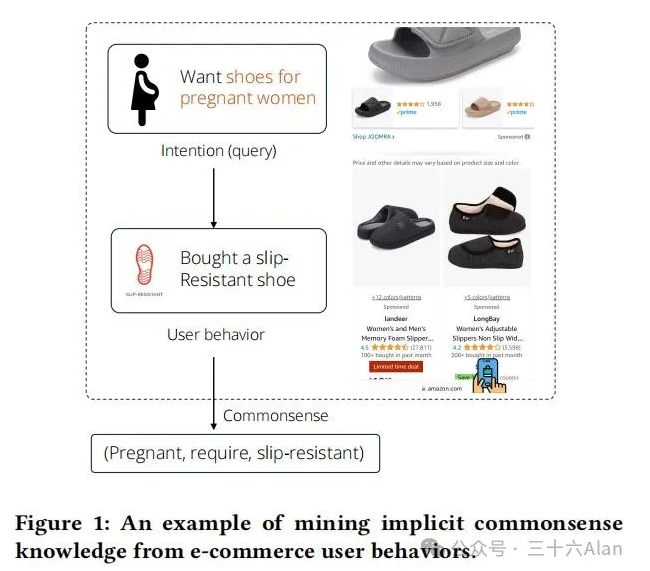 Want shoes for
pregnant women
Intention (query)
SLIP-RESISTANT
Bought a slip-
Resistant shoe
User behavior
Commonsense
(Pregnant, require, slip-resistant)
1,956
prime
prime
Shop JOOMRA >
Sponsored
Price and other details may vary based on product size and color.
+12 colors/patterns
Sponsored
landeer
Women's and Men's
Memory Foam Slipper...
4.5
(27,811)
100+ bought in past month
Limited time deal
+5 colors/patterns
Sponsored
LongBay
Women's Adjustable
Slippers Non Slip Wid...
4.2
(3,598)
200+ bought in past month
Save
coupon
amazon.com
Figure 1: An example of mining implicit commonsense
knowledge from e-commerce user behaviors.
公众号 · 三十六Alan